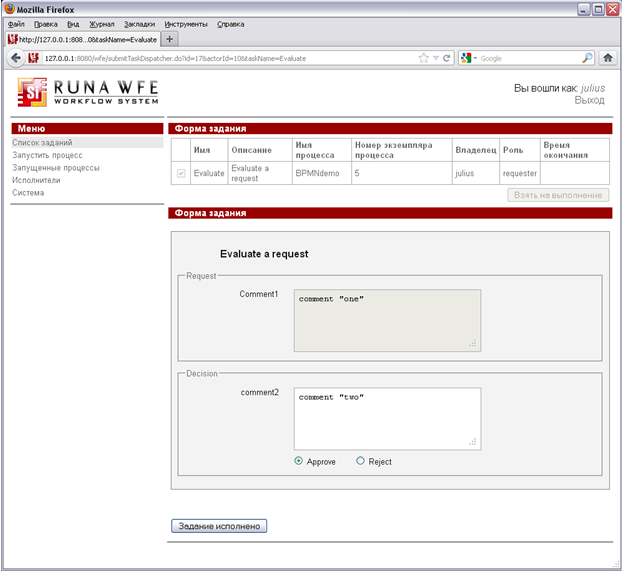 Mozilla Firefox
Файл Правка Вид Журнал Закладки Инструменты Справка
http://127.0.0.1:808...0&taskName=Evaluate
127.0.0.1:8080/wfe/submitTaskDispatcher.do?id=17&actorId=10&taskName=Evaluate
Google
RUNA WFE
WORKFLOW SYSTEM
Вы вошли как: julius
Выход
Меню
Список заданий
Запустить процесс
Запущенные процессы
Исполнители
Система
Форма задания
Имя Описание Имя процесса Номер экземпляра процесса Владелец Роль Время окончания
Evaluate Evaluate a request BPMNdemo 5 julius requester
Взять на выполнение
Форма задания
Evaluate a request
Request
Comment1 comment "one"
Decision
comment2 comment "two"
Approve Reject
Задание исполнено